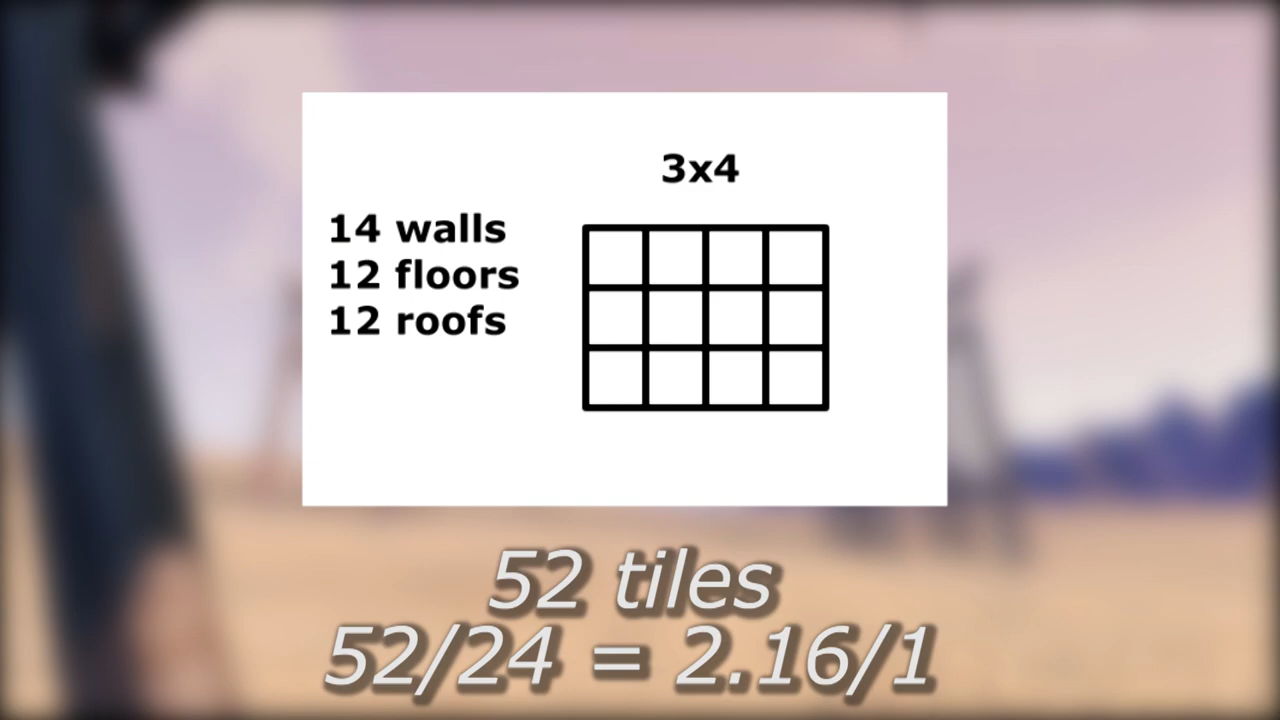 3x4
14 walls
12 floors
12 roofs
52 tiles
52/24 = 2.16/1